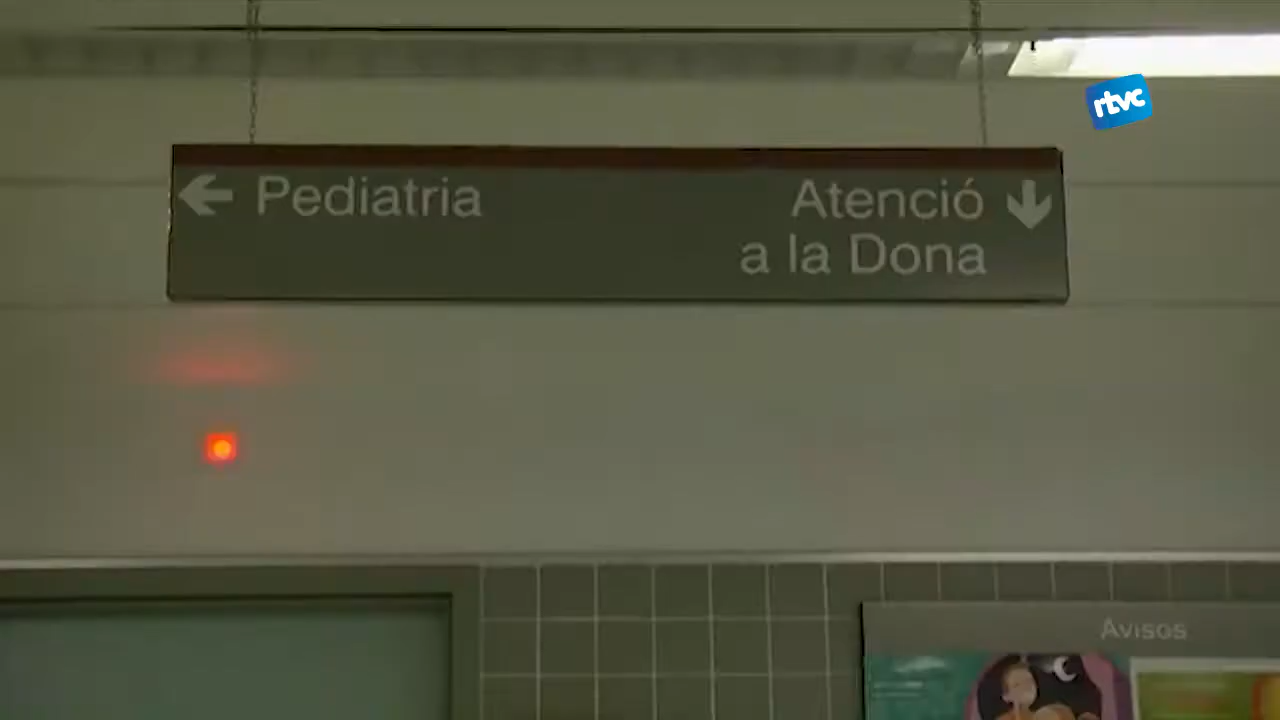 rtvc
Pediatria
Atenció
a la Dona
Avisos